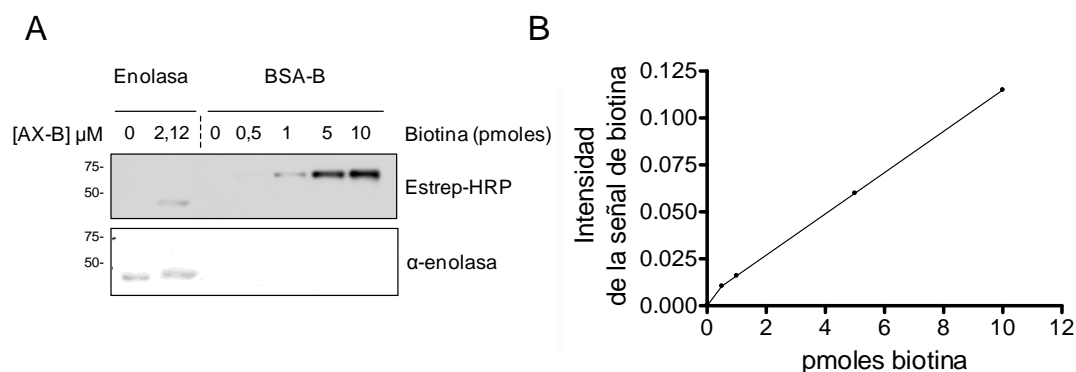 A
Enolasa BSA-B
[AX-B] µM 0 2,12 0 0,5 1 5 10 Biotina (pmoles)
75-
50-
Estrep-HRP
75-
50-
α-enolasa
B
Intensidad
de la señal de biotina
0.125
0.100
0.075
0.050
0.025
0.000
0 2 4 6 8 10 12
pmoles biotina